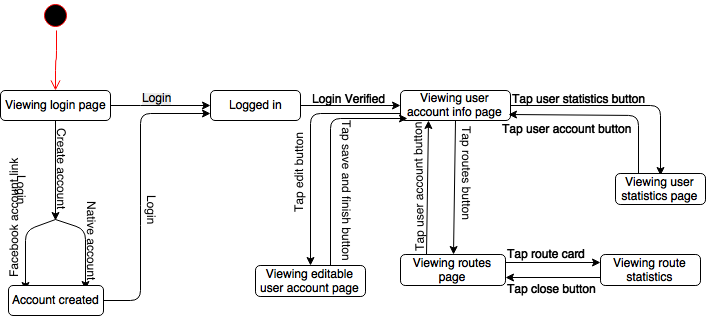 Viewing login page
Login
Logged in
Login Verified
Viewing user
account info page
Tap user statistics button
Tap user account button
Create account
Login
Facebook account link
Native account
Login
Tap edit button
Tap save and finish button
Tap user account button
Tap routes button
Viewing user
statistics page
Account created
Viewing editable
user account page
Viewing routes
page
Tap route card
Tap close button
Viewing route
statistics